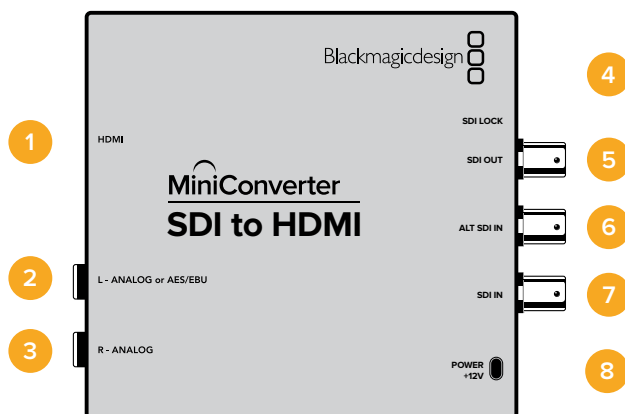 Blackmagicdesign
4
SDI LOCK
1
HDMI
SDI OUT
5
MiniConverter
SDI to HDMI
ALT SDI IN
6
2
L - ANALOG or AES/EBU
SDI IN
7
3
R - ANALOG
POWER
+12V
8